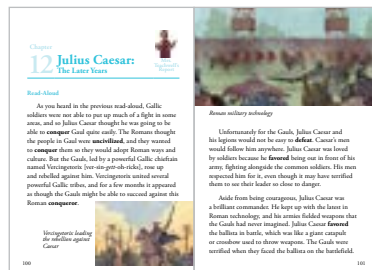 Chapter
12 Julius Caesar:
The Later Years
Read-Aloud
As you heard in the previous read-aloud, Gallic
soldiers were not able to put up much of a fight in some
areas, and so Julius Caesar thought he was going to be
able to conquer Gaul quite easily. The Romans thought
the people in Gaul were uncivilized, and they wanted
to conquer them so they would adopt Roman ways and
culture. But the Gauls, led by a powerful Gallic chieftain
named Vercingetorix [ver-sin-jet-oh-ricks], rose up
and rebelled against him. Vercingetorix united several
powerful Gallic tribes, and for a few months it appeared
as though the Gauls might be able to succeed against this
Roman conqueror.
Vercingetorix leading
the rebellion against
Caesar
100
Roman military technology
Unfortunately for the Gauls, Julius Caesar and
his legions would not be easy to defeat. Caesar's men
would follow him anywhere. Julius Caesar was loved
by soldiers because he favored being out in front of his
army, fighting alongside the common soldiers. His men
respected him for it, even though it may have terrified
them to see their leader so close to danger.
Aside from being courageous, Julius Caesar was
a brilliant commander. He kept up with the latest in
Roman technology, and his armies fielded weapons that
the Gauls had never imagined. Julius Caesar favored
the ballista in battle, which was like a giant catapult
or crossbow used to throw weapons. The Gauls were
terrified when they faced the ballista on the battlefield.
101